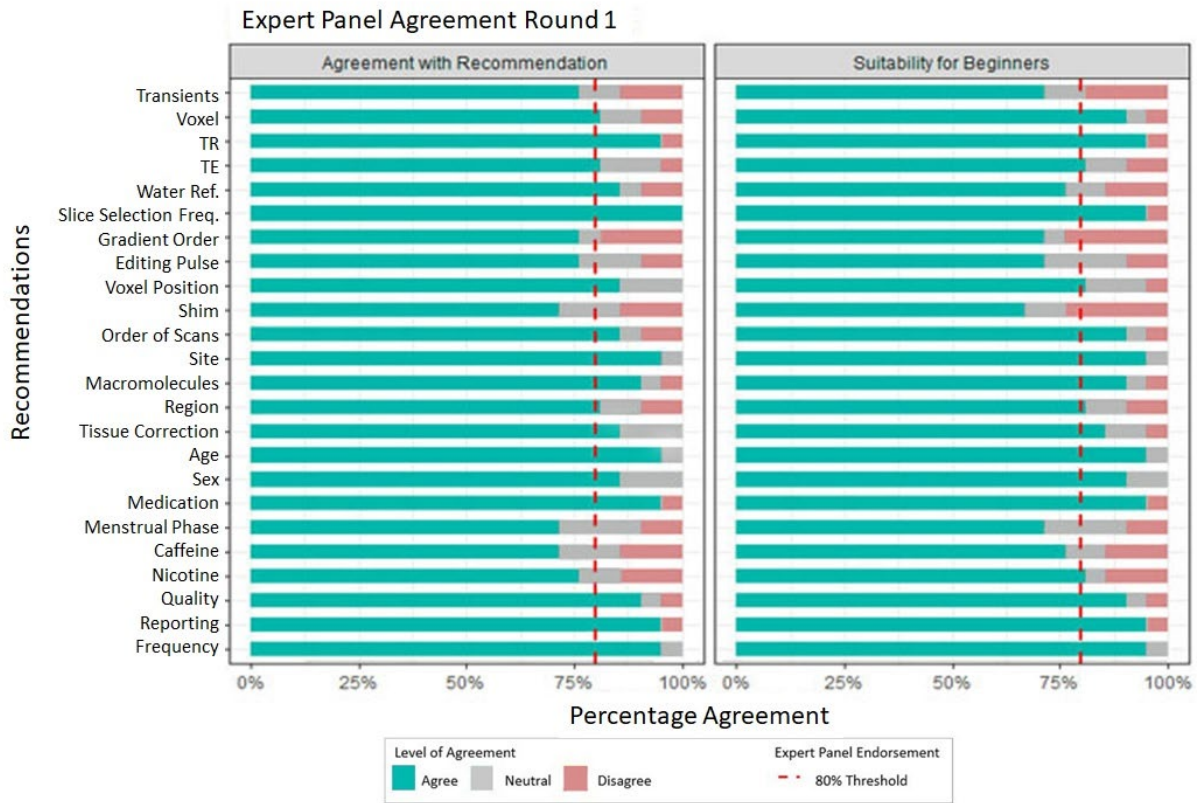 Expert Panel Agreement Round 1
Agreement with Recommendation
Suitability for Beginners
Recommendations
Transients
Voxel
TR
TE
Water Ref.
Slice Selection Freq.
Gradient Order
Editing Pulse
Voxel Position
Shim
Order of Scans
Site
Macromolecules
Region
Tissue Correction
Age
Sex
Medication
Menstrual Phase
Caffeine
Nicotine
Quality
Reporting
Frequency
0% 25% 50% 75% 100% 0% 25% 50% 75% 100%
Percentage Agreement
Level of Agreement Expert Panel Endorsement
Agree Neutral Disagree 80% Threshold